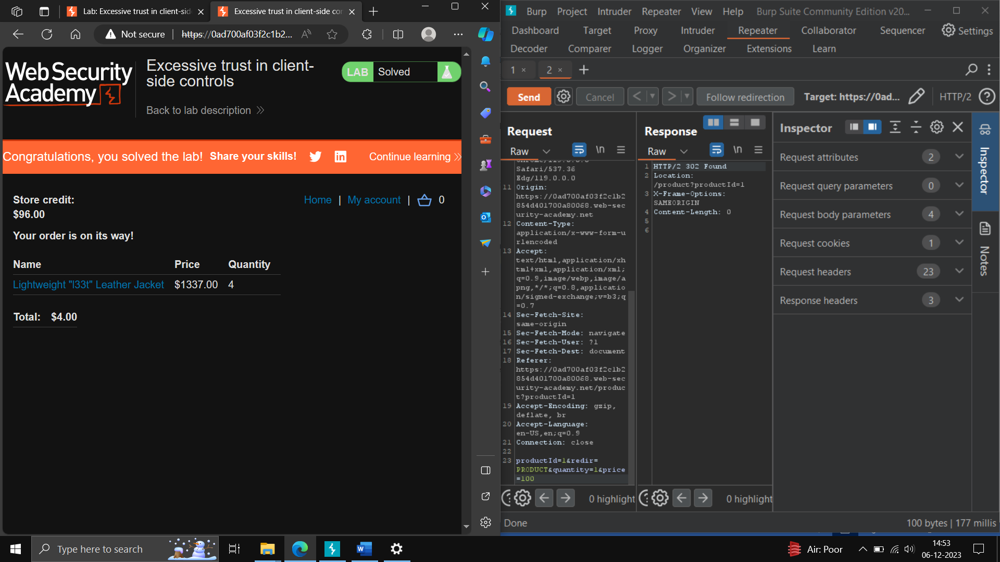 Lab: Excessive trust in client-sid
Excessive trust in client-side cor
Not secure
https://0ad700af03f2c1b2...
Web Security
Academy
Excessive trust in client-
side controls
Back to lab description
LAB Solved
Congratulations, you solved the lab! Share your skills! Continue learning
Store credit:
$96.00
Home | My account | 0
Your order is on its way!
Name Price Quantity
Lightweight "l33t" Leather Jacket $1337.00 4
Total: $4.00
Burp Project Intruder Repeater View Help Burp Suite Community Edition v20...
Dashboard Target Proxy Intruder Repeater Collaborator Sequencer Settings
Decoder Comparer Logger Organizer Extensions Learn
1 × 2 × +
Send Cancel < > Follow redirection Target: https://0ad... HTTP/2
Request
Raw \n
Safari/537.36
Edg/119.0.0.0
11 Origin:
https://0ad700af03f2c1b2
854d401700a80068.web-sec
urity-academy.net
12 Content-Type:
application/x-www-form-u
rlencoded
13 Accept:
text/html,application/xh
tml+xml,application/xml;
q=0.9,image/webp,image/a
png,*/*;q=0.8,applicatio
n/signed-exchange;v=b3;q
=0.7
14 Sec-Fetch-Site:
same-origin
15 Sec-Fetch-Mode: navigate
16 Sec-Fetch-User: ?1
17 Sec-Fetch-Dest: document
18 Referer:
https://0ad700af03f2c1b2
854d401700a80068.web-sec
urity-academy.net/produc
t?productId=1
19 Accept-Encoding: gzip,
deflate, br
20 Accept-Language:
en-US,en;q=0.9
21 Connection: close
22
23 productId=1&redir=
PRODUCT&quantity=1&price
=100
0 highlight
Response
Raw \n
1 HTTP/2 302 Found
2 Location:
/product?productId=1
3 X-Frame-Options:
SAMEORIGIN
4 Content-Length: 0
5
6
0 highlight
Inspector
Request attributes 2
Request query parameters 0
Request body parameters 4
Request cookies 1
Request headers 23
Response headers 3
Inspector
Notes
Done
100 bytes | 177 millis
Type here to search
Air: Poor
14:53
06-12-2023